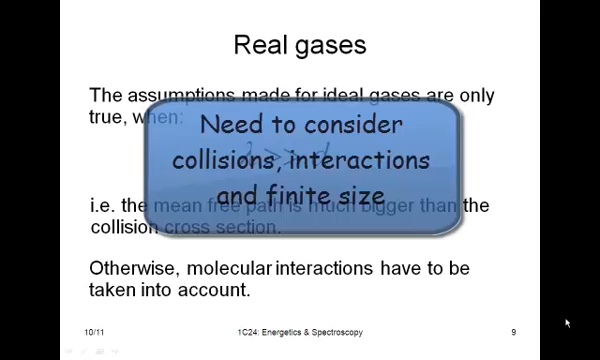 Real gases
The assumptions made for ideal gases are only
true, when:
Need to consider
collisions, interactions
and finite size
i.e. the mean free path is much bigger than the
collision cross section.
Otherwise, molecular interactions have to be
taken into account.
10/11
1C24: Energetics & Spectroscopy
9